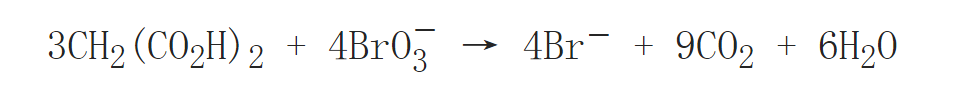 3CH₂(CO₂H)₂ + 4BrO₃⁻ → 4Br⁻ + 9CO₂ + 6H₂O